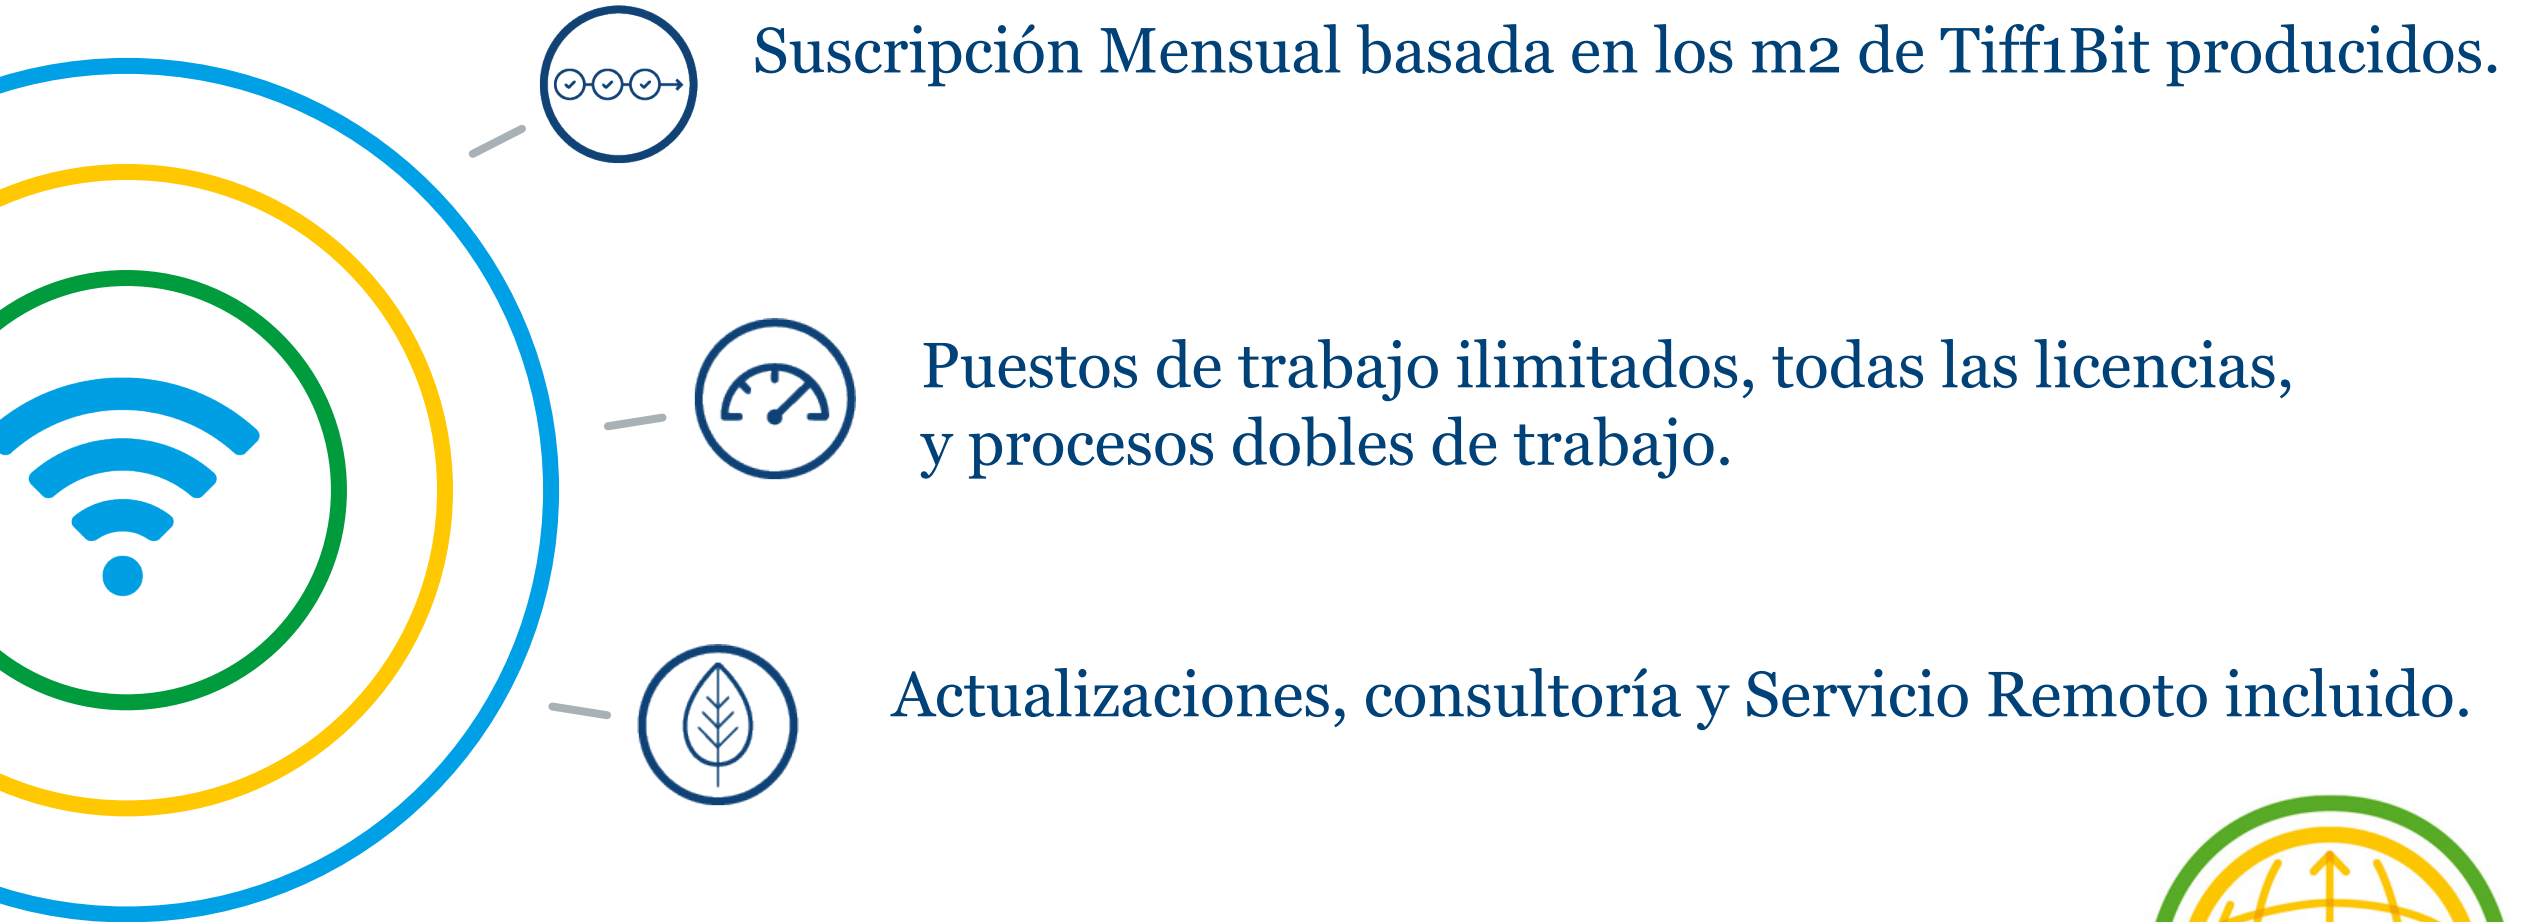 Suscripción Mensual basada en los m2 de Tiff1Bit producidos.
Puestos de trabajo ilimitados, todas las licencias,
y procesos dobles de trabajo.
Actualizaciones, consultoría y Servicio Remoto incluido.